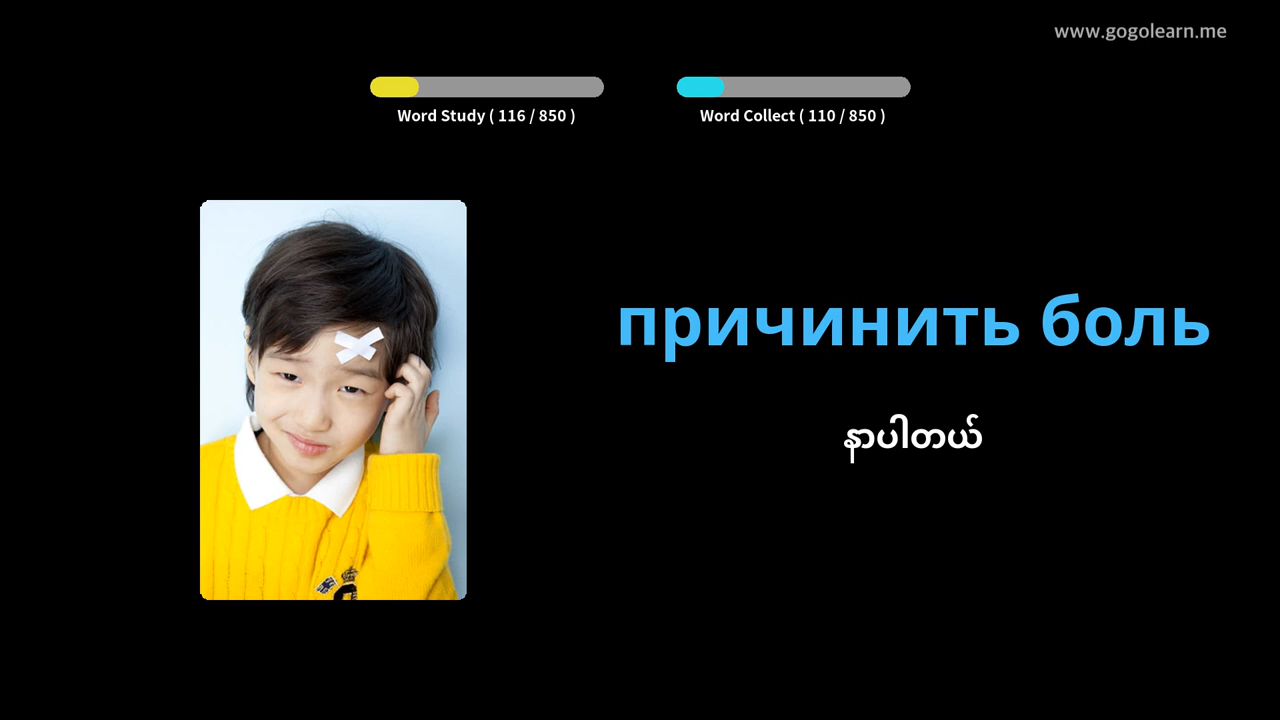 www.gogolearn.me
Word Study ( 116 / 850 )
Word Collect ( 110 / 850 )
причинить боль
နာပါတယ်